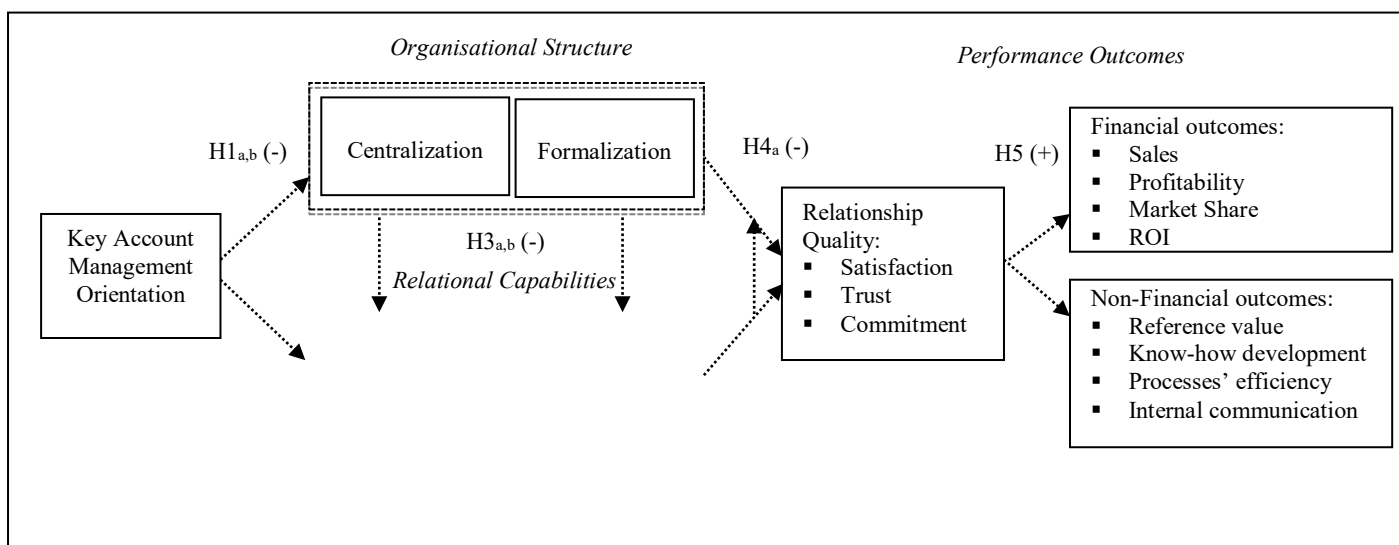 Organisational Structure
Performance Outcomes
H1a,b (-)
Centralization
Formalization
H4a (-)
H5 (+)
Financial outcomes:
▪ Sales
▪ Profitability
▪ Market Share
▪ ROI
Key Account
Management
Orientation
H3a,b (-)
Relational Capabilities
Relationship
Quality:
▪ Satisfaction
▪ Trust
▪ Commitment
Non-Financial outcomes:
▪ Reference value
▪ Know-how development
▪ Processes’ efficiency
▪ Internal communication